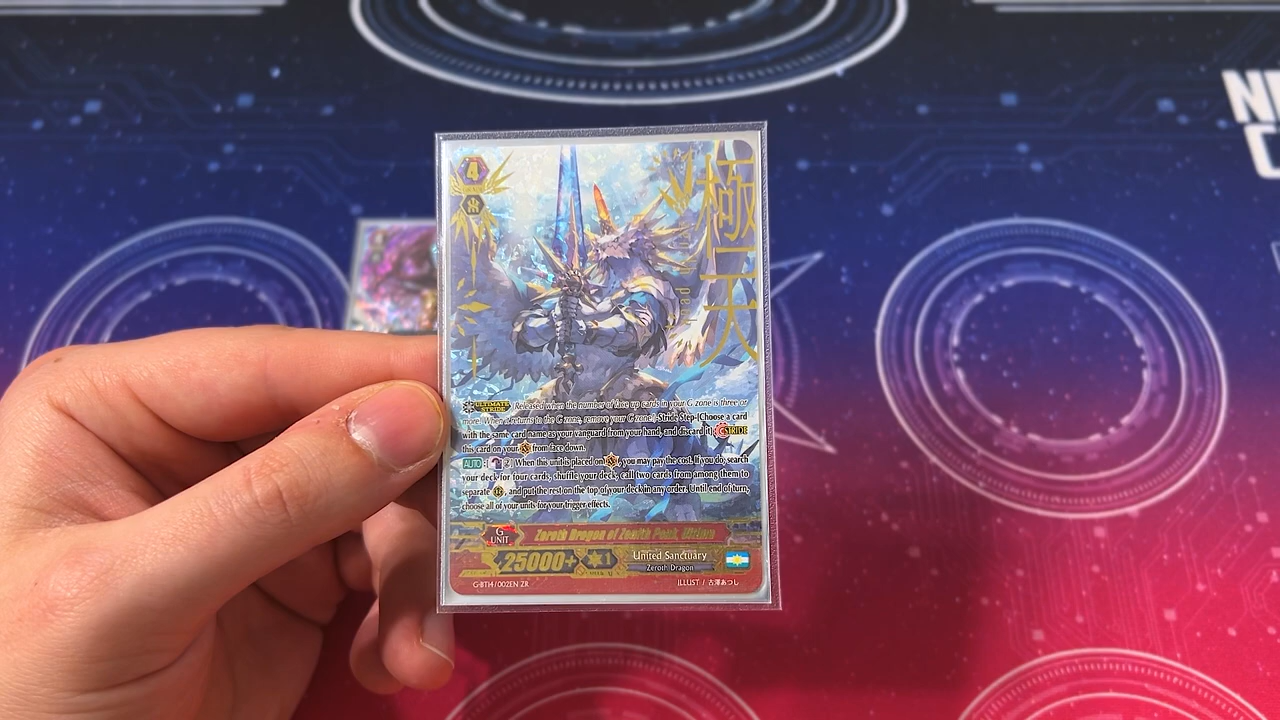 4
極天
ULTIMATE STRIDE Released when the number of face up cards in your G zone is three or
more! When it returns to the G zone, remove your G zone! -Stride Step-[Choose a card
with the same card name as your vanguard from your hand, and discard it] STRIDE
this card on your from face down.
AUTO [2] When this unit is placed on , you may pay the cost. If you do, search
your deck for four cards, shuffle your deck, call two cards from among them to
separate , and put the rest on the top of your deck in any order. Until end of turn,
choose all of your units for your trigger effects.
G UNIT
Zeroth Dragon of Zenith Peak, Ultima
25000+ 1
United Sanctuary
Zeroth Dragon
G-BT14/002EN ZR
ILLUST / 古澤あつし